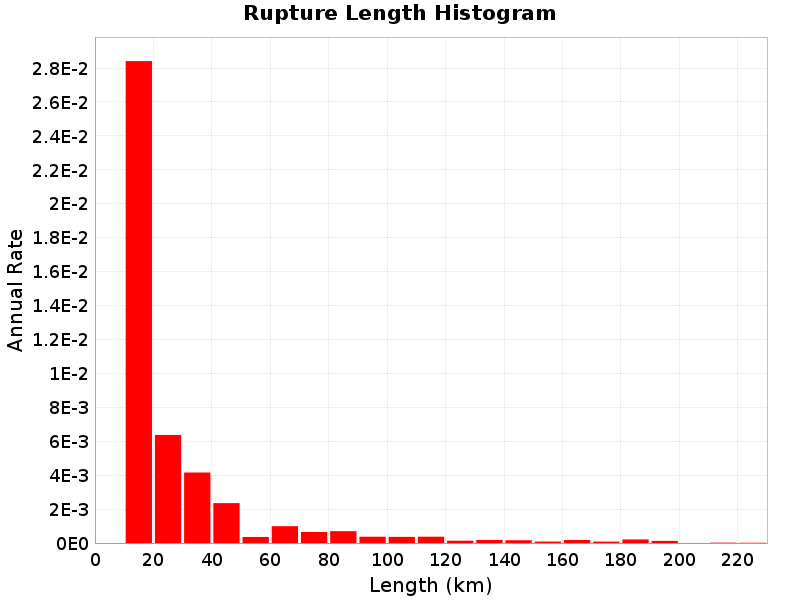 Rupture Length Histogram
Annual Rate
2.8E-2
2.6E-2
2.4E-2
2.2E-2
2E-2
1.8E-2
1.6E-2
1.4E-2
1.2E-2
1E-2
8E-3
6E-3
4E-3
2E-3
0E0
0 20 40 60 80 100 120 140 160 180 200 220
Length (km)